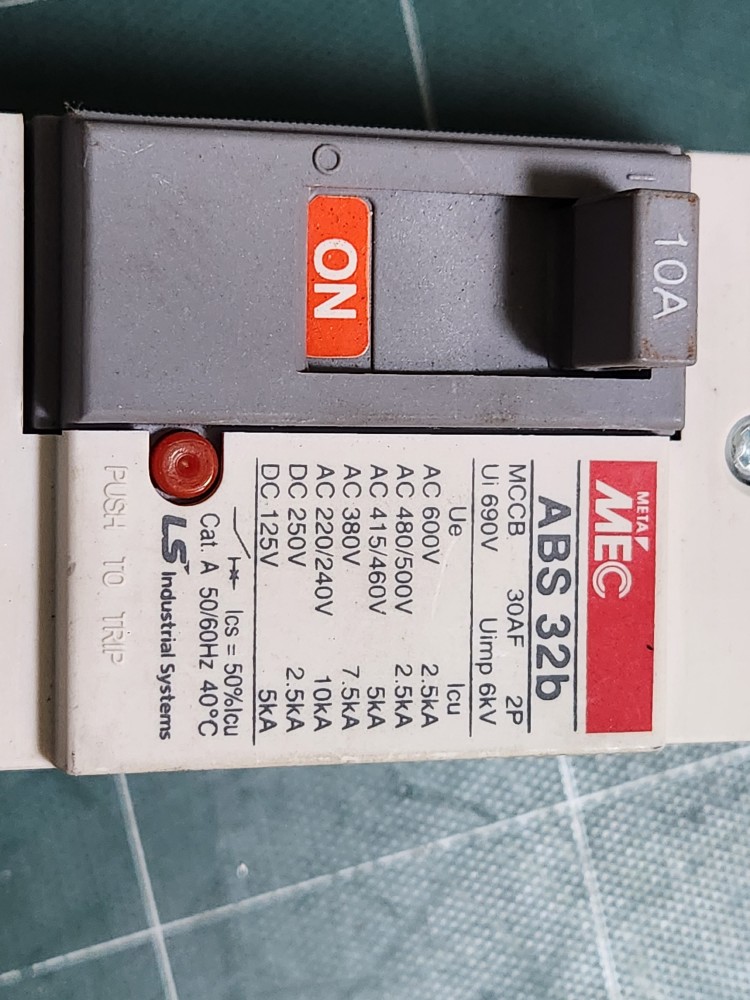 META
MEC
ABS 32b
MCCB 30AF 2P
Ui 690V Uimp 6kV
Ue Icu
AC 600V 2.5kA
AC 480/500V 2.5kA
AC 415/460V 5kA
AC 380V 7.5kA
AC 220/240V 10kA
DC 250V 2.5kA
DC 125V 5kA
Ics = 50%Icu
Cat. A 50/60Hz 40°C
LS Industrial Systems
PUSH TO TRIP
10A
I
ON
O